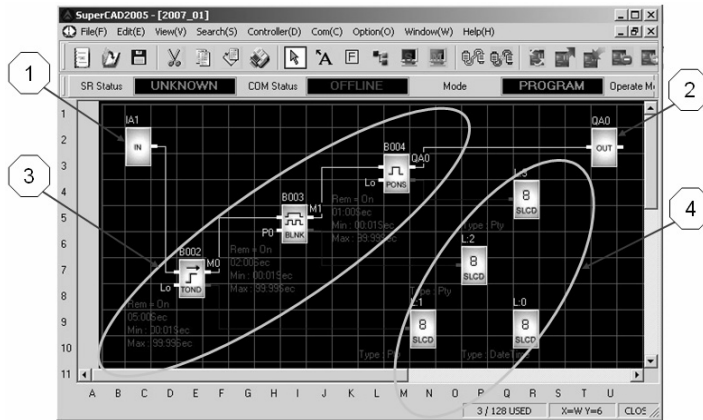 SuperCAD2005 - [2007_01]
File(F) Edit(E) View(V) Search(S) Controller(D) Com(C) Option(O) Window(W) Help(H)
A F
SR Status UNKNOWN COM Status OFFLINE Mode PROGRAM Operate M
1
2
3
4
1
2
3
4
5
6
7
8
9
10
11
IA1
IN
QA0
OUT
B004
QA0
Lo
PONS
Rem = On
01:00Sec
Min : 00:01Sec
Max : 99.99Sec
B003
M1
P0
BLNK
Rem = On
02:00Sec
Min : 00:01Sec
Max : 99.99Sec
B002
M0
Lo
TOND
Rem = On
05:00Sec
Min : 00:01Sec
Max : 99.99Sec
L:3
8
SLCD
Type : Pty
L:2
8
SLCD
Type : Pty
L:1
8
SLCD
Type : Pty
L:0
8
SLCD
Type : DateTime
A B C D E F G H I J K L M N O P Q R S T U
3 / 128 USED X=W Y=6 CLOS